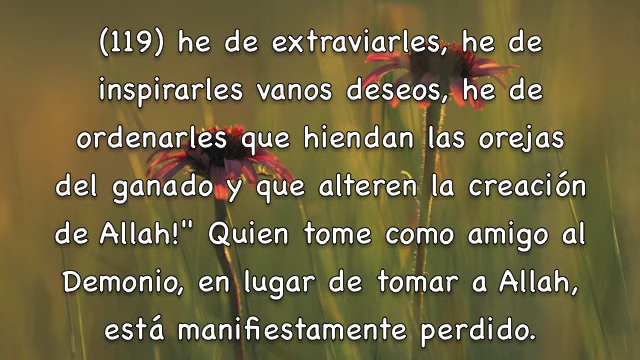 (119) he de extraviarles, he de
inspirarles vanos deseos, he de
ordenarles que hiendan las orejas
del ganado y que alteren la creación
de Allah!" Quien tome como amigo al
Demonio, en lugar de tomar a Allah,
está manifiestamente perdido.